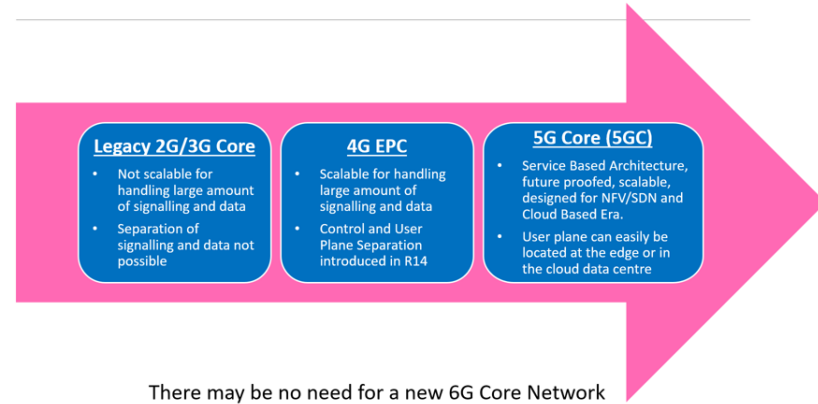 Legacy 2G/3G Core
• Not scalable for
handling large amount
of signalling and data
• Separation of
signalling and data not
possible
4G EPC
• Scalable for handling
large amount of
signalling and data
• Control and User
Plane Separation
introduced in R14
5G Core (5GC)
• Service Based Architecture,
future proofed, scalable,
designed for NFV/SDN and
Cloud Based Era.
• User plane can easily be
located at the edge or in
the cloud data centre
There may be no need for a new 6G Core Network